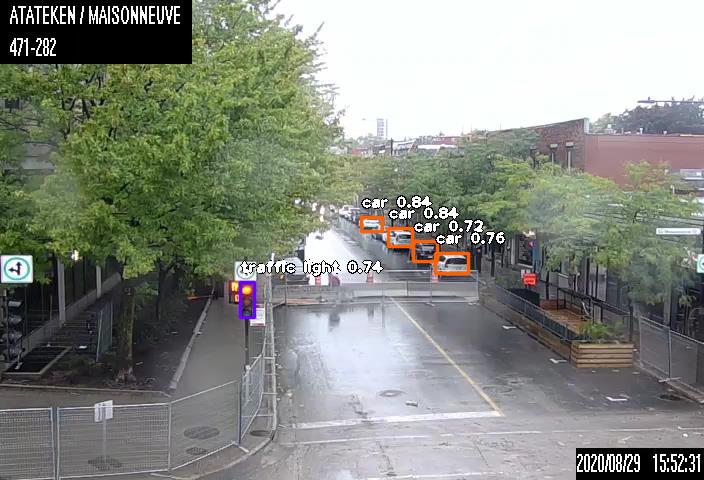 ATATEKEN / MAISONNEUVE
471-282
car 0.84
car 0.84
car 0.72
car 0.76
traffic light 0.74
2020/08/29 15:52:31